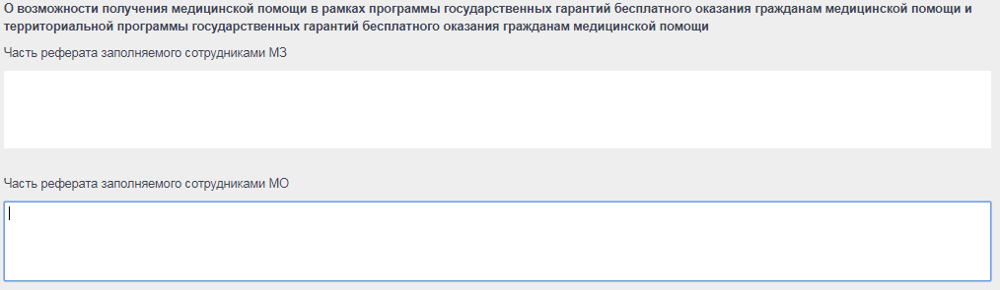 О возможности получения медицинской помощи в рамках программы государственных гарантий бесплатного оказания гражданам медицинской помощи и
территориальной программы государственных гарантий бесплатного оказания гражданам медицинской помощи
Часть реферата заполняемого сотрудниками МЗ
Часть реферата заполняемого сотрудниками МО